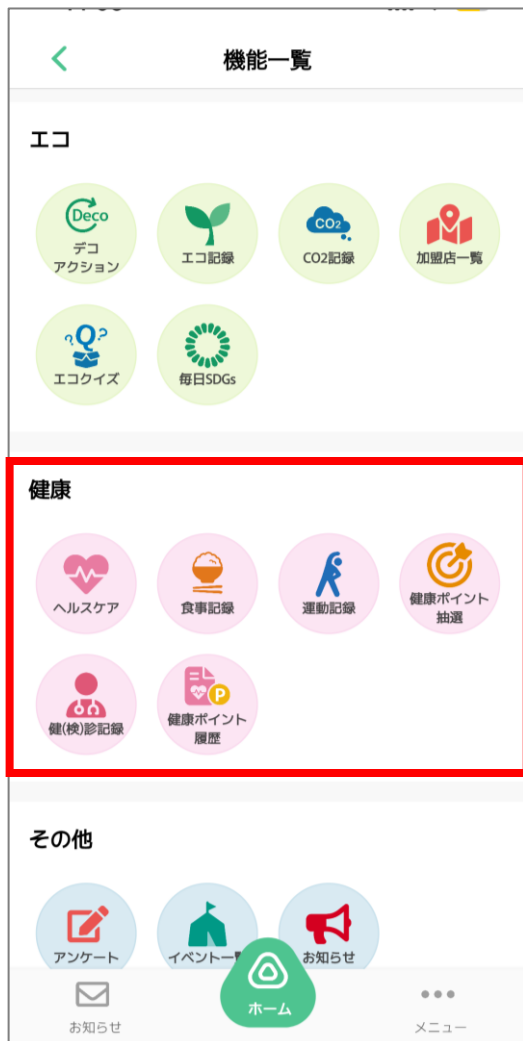 機能一覧
エコ
Deco
デコ
アクション
エコ記録
CO2
CO2記録
加盟店一覧
Q
エコクイズ
毎日SDGs
健康
ヘルスケア
食事記録
運動記録
健康ポイント
抽選
健(検)診記録
P
健康ポイント
履歴
その他
アンケート
イベント一
お知らせ
お知らせ
ホーム
メニュー